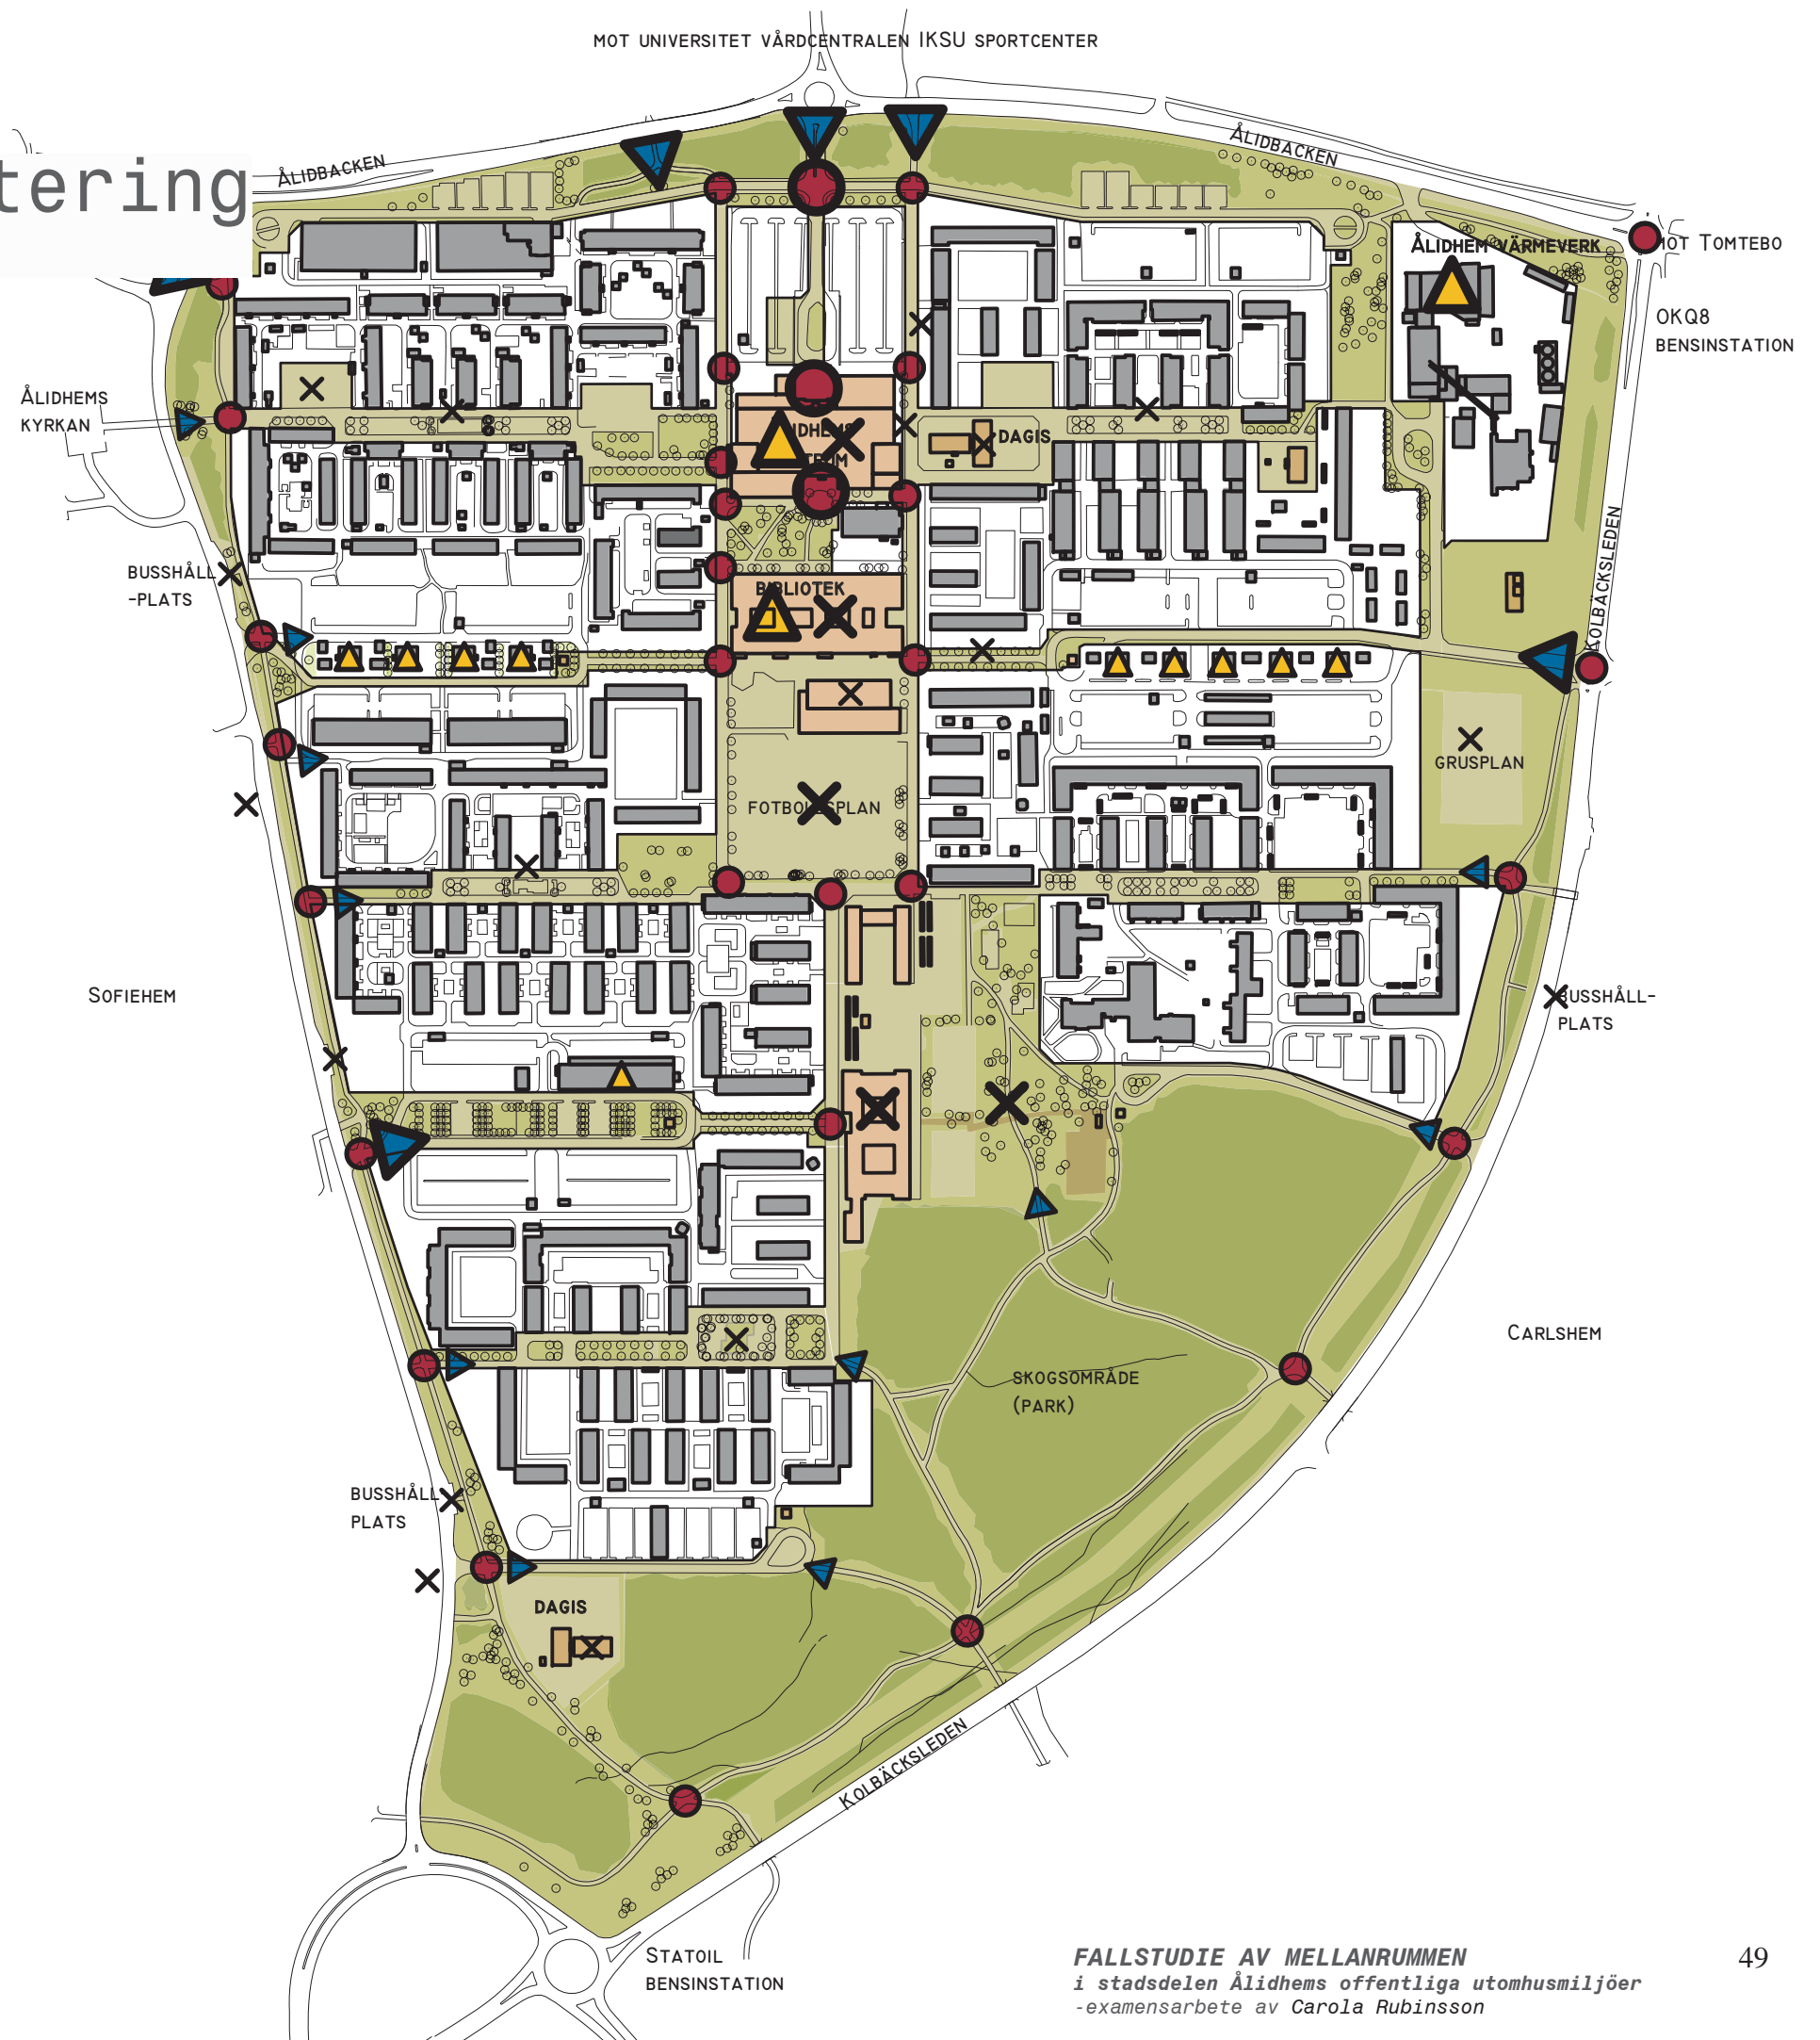 MOT UNIVERSITET VÅRDCENTRALEN IKSU SPORTCENTER
ÅLIDBACKEN
ÅLIDBACKEN
tering
ÅLIDHEM VÄRMEVERK
MOT TOMTEBO
OKQ8
BENSINSTATION
ÅLIDHEMS
KYRKAN
DAGIS
BUSSHÅLL
-PLATS
BIBLIOTEK
KOLBÄCKSLEDEN
GRUSPLAN
FOTBOLLSPLAN
SOFIEHEM
BUSSHÅLL-
PLATS
CARLSHEM
SKOGSOMRÅDE
(PARK)
BUSSHÅLL
PLATS
DAGIS
KOLBÄCKSLEDEN
STATOIL
BENSINSTATION
FALLSTUDIE AV MELLANRUMMEN
i stadsdelen Ålidhems offentliga utomhusmiljöer
-examensarbete av Carola Rubinsson
49